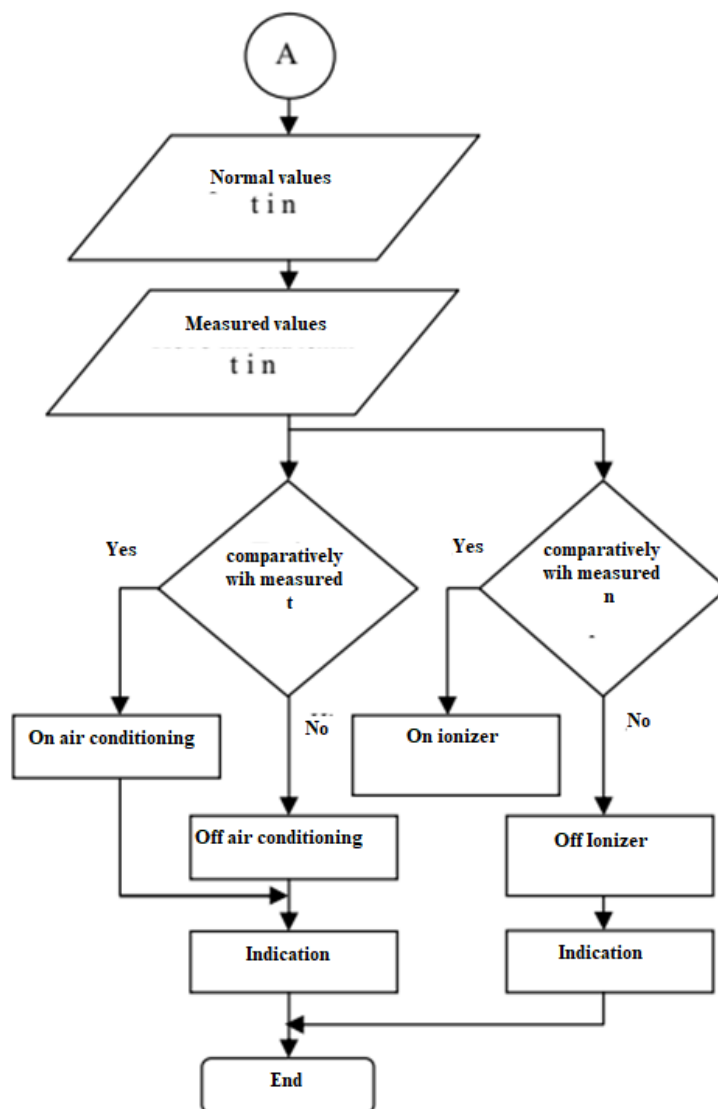 A
Normal values
t i n
Measured values
t i n
Yes
comparatively
wih measured
t
Yes
comparatively
wih measured
n
On air conditioning
No
On ionizer
No
Off air conditioning
Off Ionizer
Indication
Indication
End